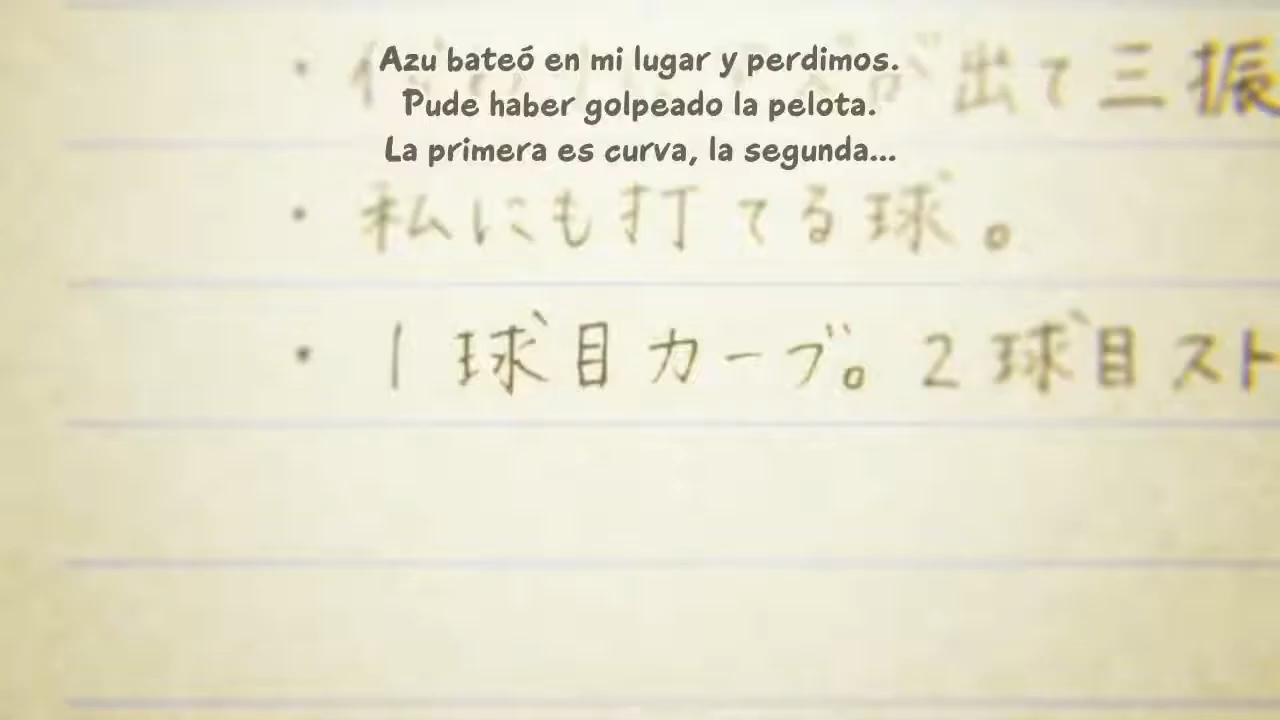 Azu bateó en mi lugar y perdimos.
Pude haber golpeado la pelota.
La primera es curva, la segunda...
が出て三振
・私にも打てる球。
・1球目カーブ。2球目スト